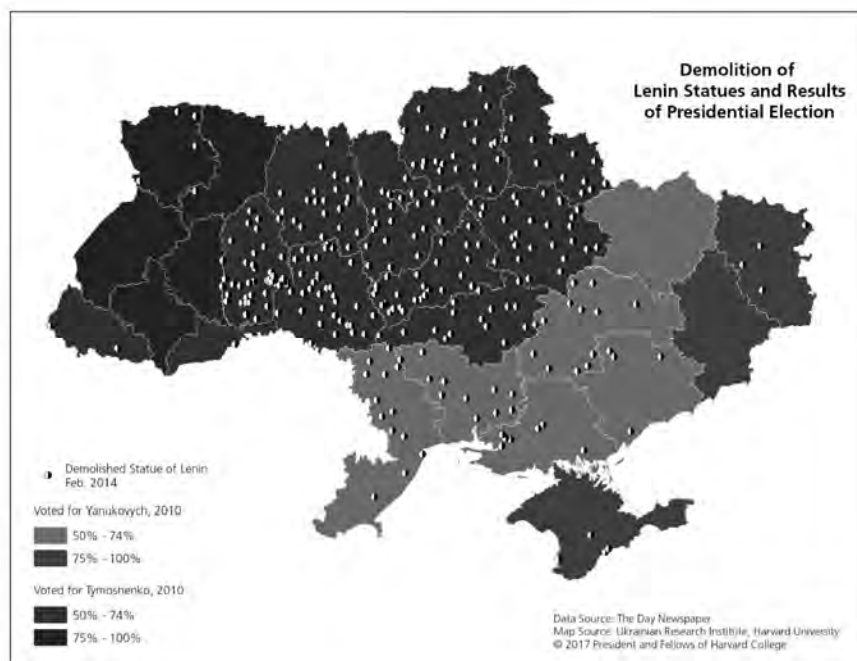 Demolition of
Lenin Statues and Results
of Presidential Election
Demolished Statue of Lenin
Feb. 2014
Voted for Yanukovych, 2010
50% - 74%
75% - 100%
Voted for Tymoshenko, 2010
50% - 74%
75% - 100%
Data Source: The Day Newspaper
Map Source: Ukrainian Research Institute, Harvard University
© 2017 President and Fellows of Harvard College